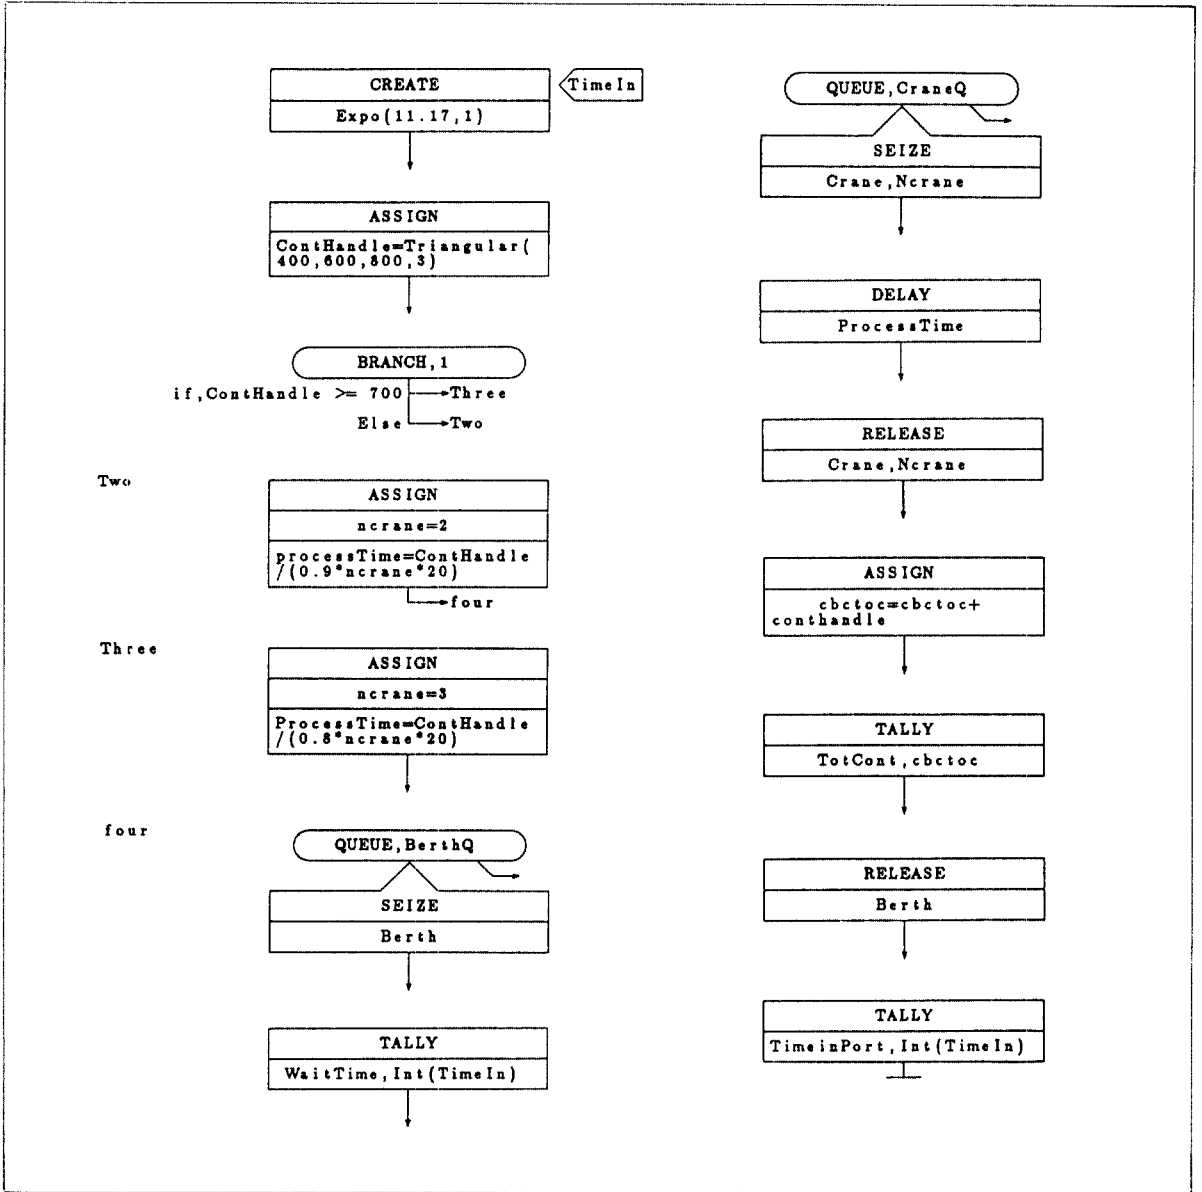 CREATE
TimeIn
Expo(11.17,1)
ASSIGN
ContHandle=Triangular(
400,600,800,3)
BRANCH,1
if,ContHandle >= 700
Three
Else
Two
Two
ASSIGN
ncrane=2
processTime=ContHandle
/(0.9*ncrane*20)
four
Three
ASSIGN
ncrane=3
ProcessTime=ContHandle
/(0.8*ncrane*20)
four
QUEUE,BerthQ
SEIZE
Berth
TALLY
WaitTime,Int(TimeIn)
QUEUE,CraneQ
SEIZE
Crane,Ncrane
DELAY
ProcessTime
RELEASE
Crane,Ncrane
ASSIGN
cbctoc=cbctoc+
conthandle
TALLY
TotCont,cbctoc
RELEASE
Berth
TALLY
TimeinPort,Int(TimeIn)